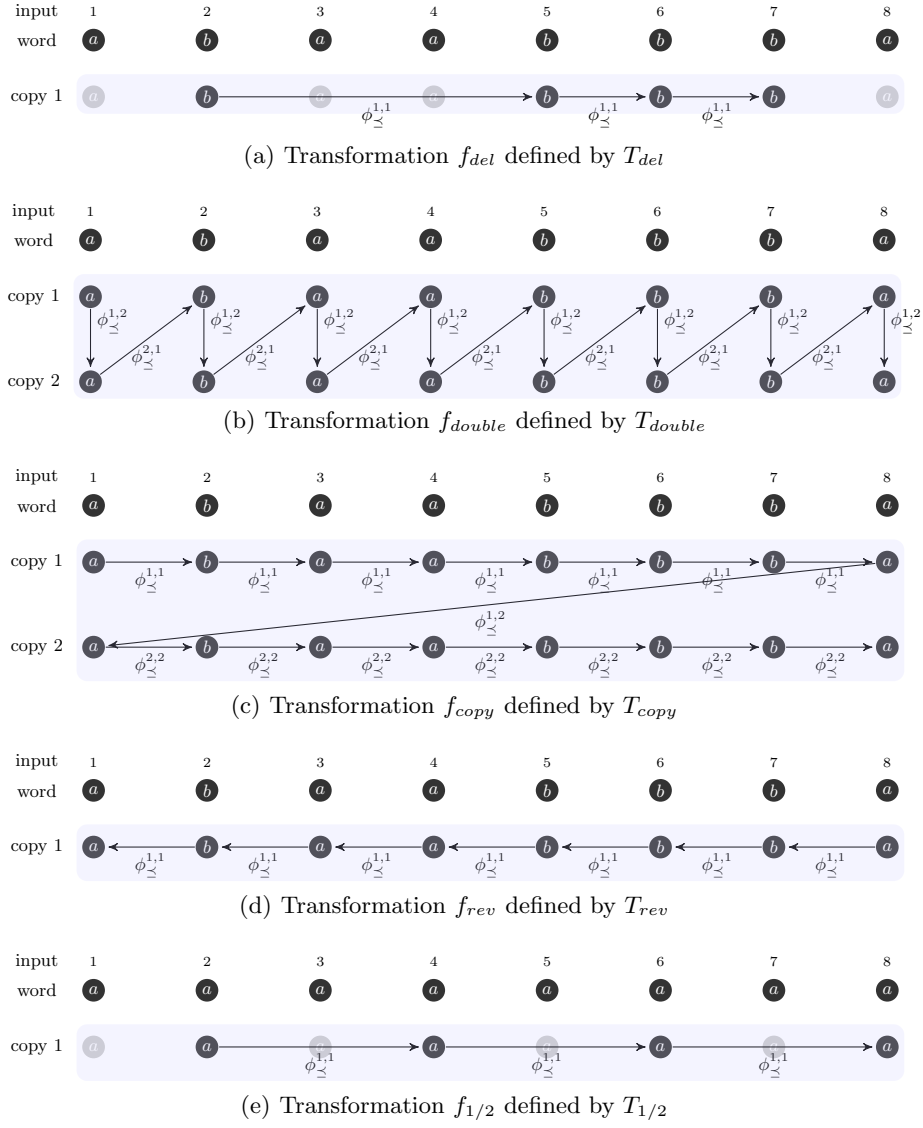 input 1 2 3 4 5 6 7 8
word a b a a b b b a
copy 1 a b a a b b b a
ϕ⪯^{1,1} ϕ⪯^{1,1} ϕ⪯^{1,1}
(a) Transformation f_{del} defined by T_{del}
input 1 2 3 4 5 6 7 8
word a b a a b b b a
copy 1 a b a a b b b a
ϕ⪯^{1,2} ϕ⪯^{1,2} ϕ⪯^{1,2} ϕ⪯^{1,2} ϕ⪯^{1,2} ϕ⪯^{1,2} ϕ⪯^{1,2} ϕ⪯^{1,2}
ϕ⪯^{2,1} ϕ⪯^{2,1} ϕ⪯^{2,1} ϕ⪯^{2,1} ϕ⪯^{2,1} ϕ⪯^{2,1} ϕ⪯^{2,1}
copy 2 a b a a b b b a
(b) Transformation f_{double} defined by T_{double}
input 1 2 3 4 5 6 7 8
word a b a a b b b a
copy 1 a b a a b b b a
ϕ⪯^{1,1} ϕ⪯^{1,1} ϕ⪯^{1,1} ϕ⪯^{1,1} ϕ⪯^{1,1} ϕ⪯^{1,1} ϕ⪯^{1,1}
ϕ⪯^{1,2}
copy 2 a b a a b b b a
ϕ⪯^{2,2} ϕ⪯^{2,2} ϕ⪯^{2,2} ϕ⪯^{2,2} ϕ⪯^{2,2} ϕ⪯^{2,2} ϕ⪯^{2,2}
(c) Transformation f_{copy} defined by T_{copy}
input 1 2 3 4 5 6 7 8
word a b a a b b b a
copy 1 a b a a b b b a
ϕ⪯^{1,1} ϕ⪯^{1,1} ϕ⪯^{1,1} ϕ⪯^{1,1} ϕ⪯^{1,1} ϕ⪯^{1,1} ϕ⪯^{1,1}
(d) Transformation f_{rev} defined by T_{rev}
input 1 2 3 4 5 6 7 8
word a a a a a a a a
copy 1 a a a a a a a a
ϕ⪯^{1,1} ϕ⪯^{1,1} ϕ⪯^{1,1}
(e) Transformation f_{1/2} defined by T_{1/2}